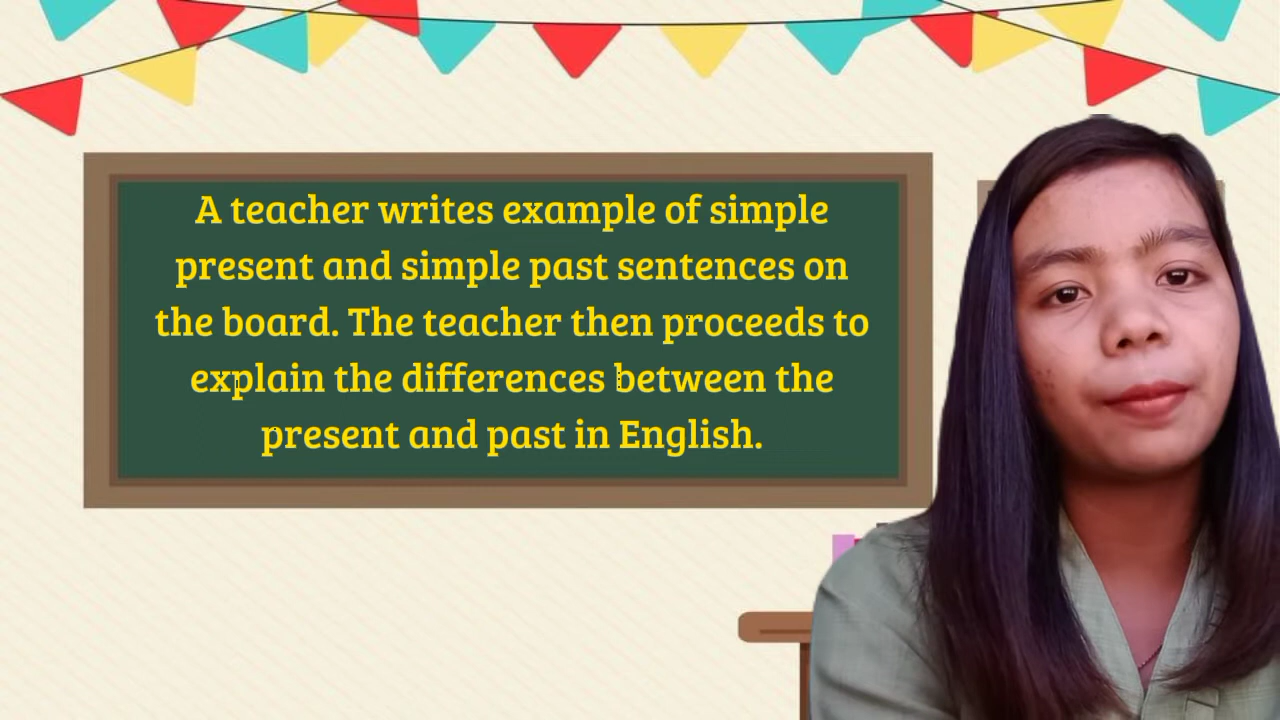 A teacher writes example of simple
present and simple past sentences on
the board. The teacher then proceeds to
explain the differences between the
present and past in English.